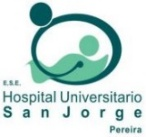 E.S.E.
Hospital Universitario
San Jorge
Pereira